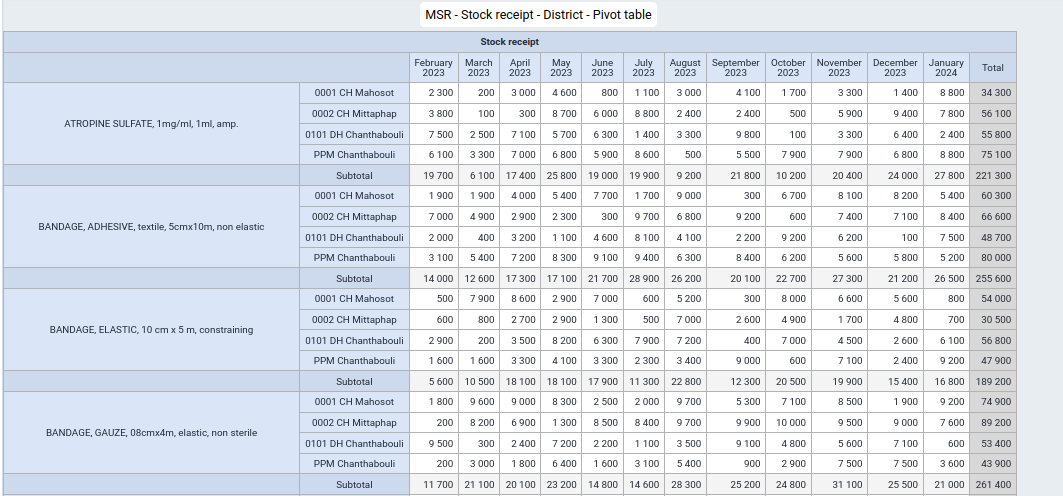 MSR - Stock receipt - District - Pivot table
Stock receipt
February 2023 March 2023 April 2023 May 2023 June 2023 July 2023 August 2023 September 2023 October 2023 November 2023 December 2023 January 2024 Total
ATROPINE SULFATE, 1mg/ml, 1ml, amp.
0001 CH Mahosot 2 300 200 3 000 4 600 800 1 100 3 000 4 100 1 700 3 300 1 400 8 800 34 300
0002 CH Mittaphap 3 800 100 300 8 700 6 000 8 800 2 400 2 400 500 5 900 9 400 7 800 56 100
0101 DH Chanthabouli 7 500 2 500 7 100 5 700 6 300 1 400 3 300 9 800 100 3 300 6 400 2 400 55 800
PPM Chanthabouli 6 100 3 300 7 000 6 800 5 900 8 600 500 5 500 7 900 7 900 6 800 8 800 75 100
Subtotal 19 700 6 100 17 400 25 800 19 000 19 900 9 200 21 800 10 200 20 400 24 000 27 800 221 300
BANDAGE, ADHESIVE, textile, 5cmx10m, non elastic
0001 CH Mahosot 1 900 1 900 4 000 5 400 7 700 1 700 9 000 300 6 700 8 100 8 200 5 400 60 300
0002 CH Mittaphap 7 000 4 900 2 900 2 300 300 9 700 6 800 9 200 600 7 400 7 100 8 400 66 600
0101 DH Chanthabouli 2 000 400 3 200 1 100 4 600 8 100 4 100 2 200 9 200 6 200 100 7 500 48 700
PPM Chanthabouli 3 100 5 400 7 200 8 300 9 100 9 400 6 300 8 400 6 200 5 600 5 800 5 200 80 000
Subtotal 14 000 12 600 17 300 17 100 21 700 28 900 26 200 20 100 22 700 27 300 21 200 26 500 255 600
BANDAGE, ELASTIC, 10 cm x 5 m, constraining
0001 CH Mahosot 500 7 900 8 600 2 900 7 000 600 5 200 300 8 000 6 600 5 600 800 54 000
0002 CH Mittaphap 600 800 2 700 2 900 1 300 500 7 000 2 600 4 900 1 700 4 800 700 30 500
0101 DH Chanthabouli 2 900 200 3 500 8 200 6 300 7 900 7 200 400 7 000 4 500 2 600 6 100 56 800
PPM Chanthabouli 1 600 1 600 3 300 4 100 3 300 2 300 3 400 9 000 600 7 100 2 400 9 200 47 900
Subtotal 5 600 10 500 18 100 18 100 17 900 11 300 22 800 12 300 20 500 19 900 15 400 16 800 189 200
BANDAGE, GAUZE, 08cmx4m, elastic, non sterile
0001 CH Mahosot 1 800 9 600 9 000 8 300 2 500 2 000 9 700 5 300 7 100 8 500 1 900 9 200 74 900
0002 CH Mittaphap 200 8 200 6 900 1 300 8 500 8 400 9 700 9 900 10 000 9 500 9 000 7 600 89 200
0101 DH Chanthabouli 9 500 300 2 400 7 200 2 200 1 100 3 500 9 100 4 800 5 600 7 100 600 53 400
PPM Chanthabouli 200 3 000 1 800 6 400 1 600 3 100 5 400 900 2 900 7 500 7 500 3 600 43 900
Subtotal 11 700 21 100 20 100 23 200 14 800 14 600 28 300 25 200 24 800 31 100 25 500 21 000 261 400